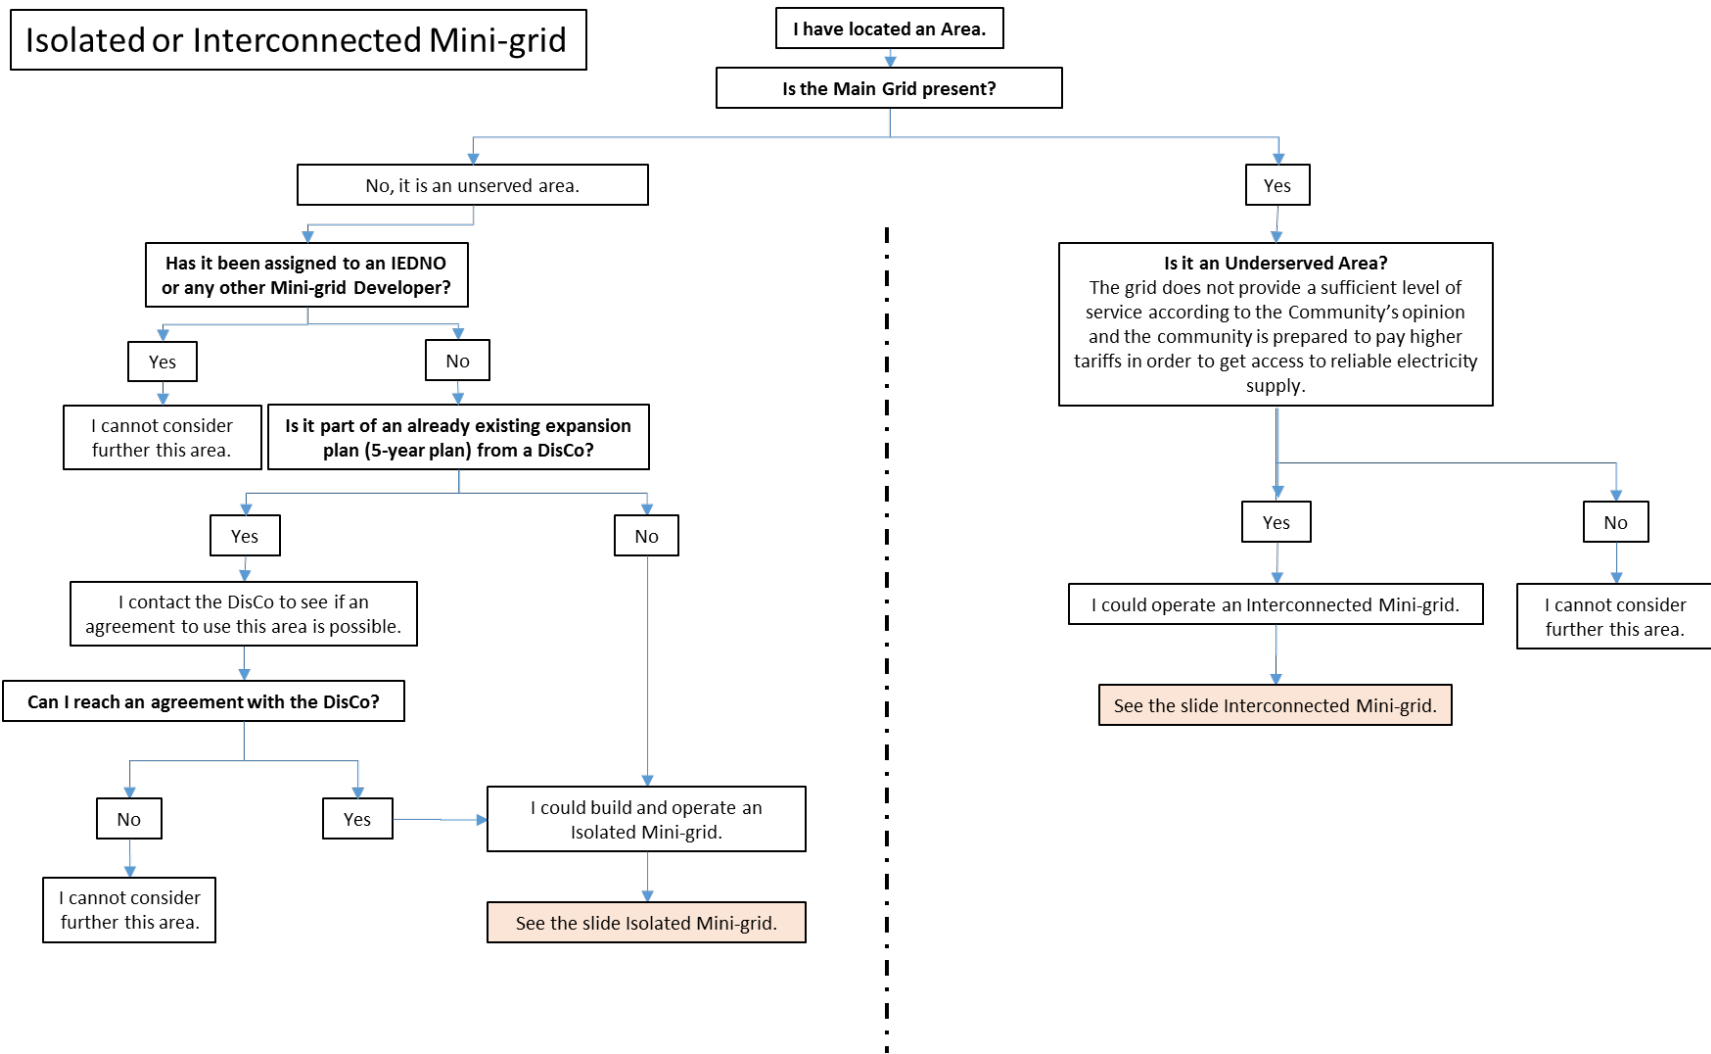 Isolated or Interconnected Mini-grid
I have located an Area.
Is the Main Grid present?
No, it is an unserved area.
Yes
Has it been assigned to an IEDNO
or any other Mini-grid Developer?
Is it an Underserved Area?
The grid does not provide a sufficient level of
service according to the Community’s opinion
and the community is prepared to pay higher
tariffs in order to get access to reliable electricity
supply.
Yes
No
I cannot consider
further this area.
Is it part of an already existing expansion
plan (5-year plan) from a DisCo?
Yes
No
Yes
No
I contact the DisCo to see if an
agreement to use this area is possible.
I could operate an Interconnected Mini-grid.
I cannot consider
further this area.
Can I reach an agreement with the DisCo?
See the slide Interconnected Mini-grid.
No
Yes
I could build and operate an
Isolated Mini-grid.
I cannot consider
further this area.
See the slide Isolated Mini-grid.